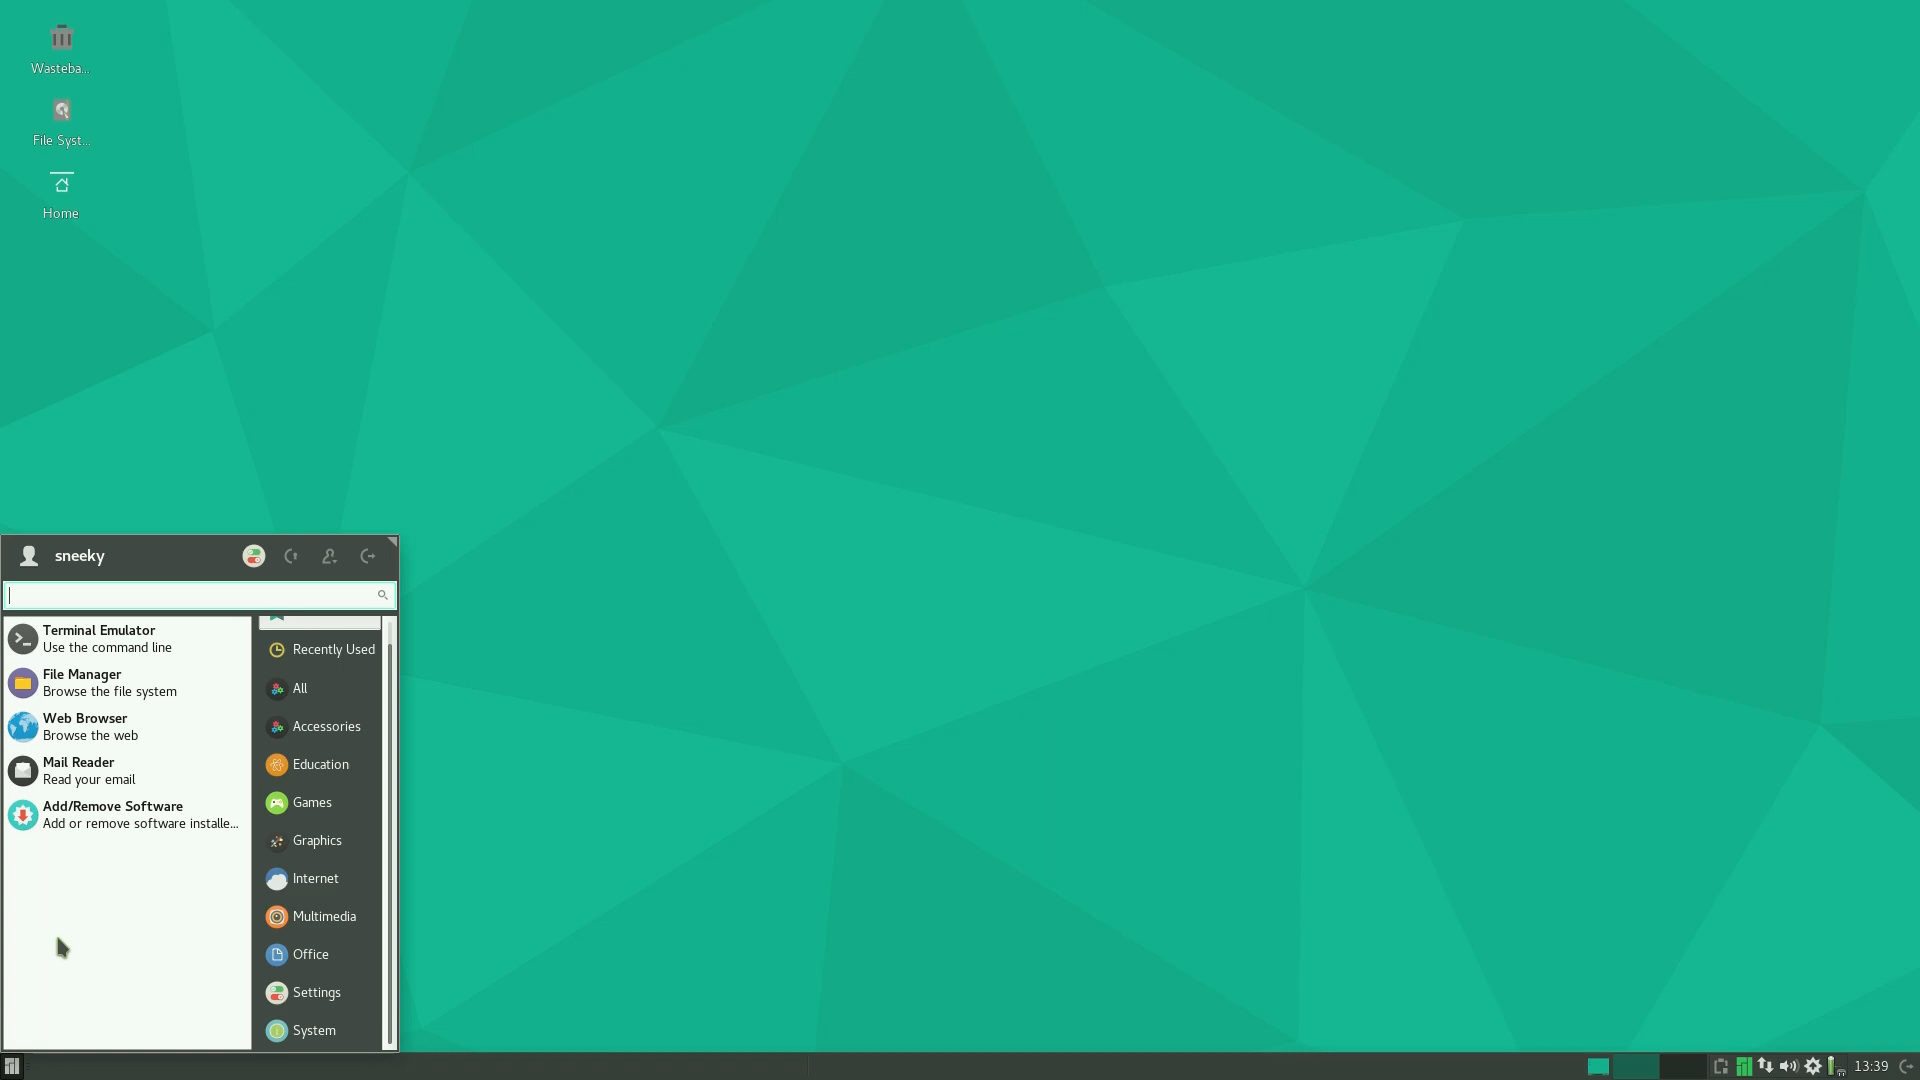 Wasteba...
File Syst...
Home
sneeky
Terminal Emulator
Use the command line
File Manager
Browse the file system
Web Browser
Browse the web
Mail Reader
Read your email
Add/Remove Software
Add or remove software installe...
Recently Used
All
Accessories
Education
Games
Graphics
Internet
Multimedia
Office
Settings
System
13:39